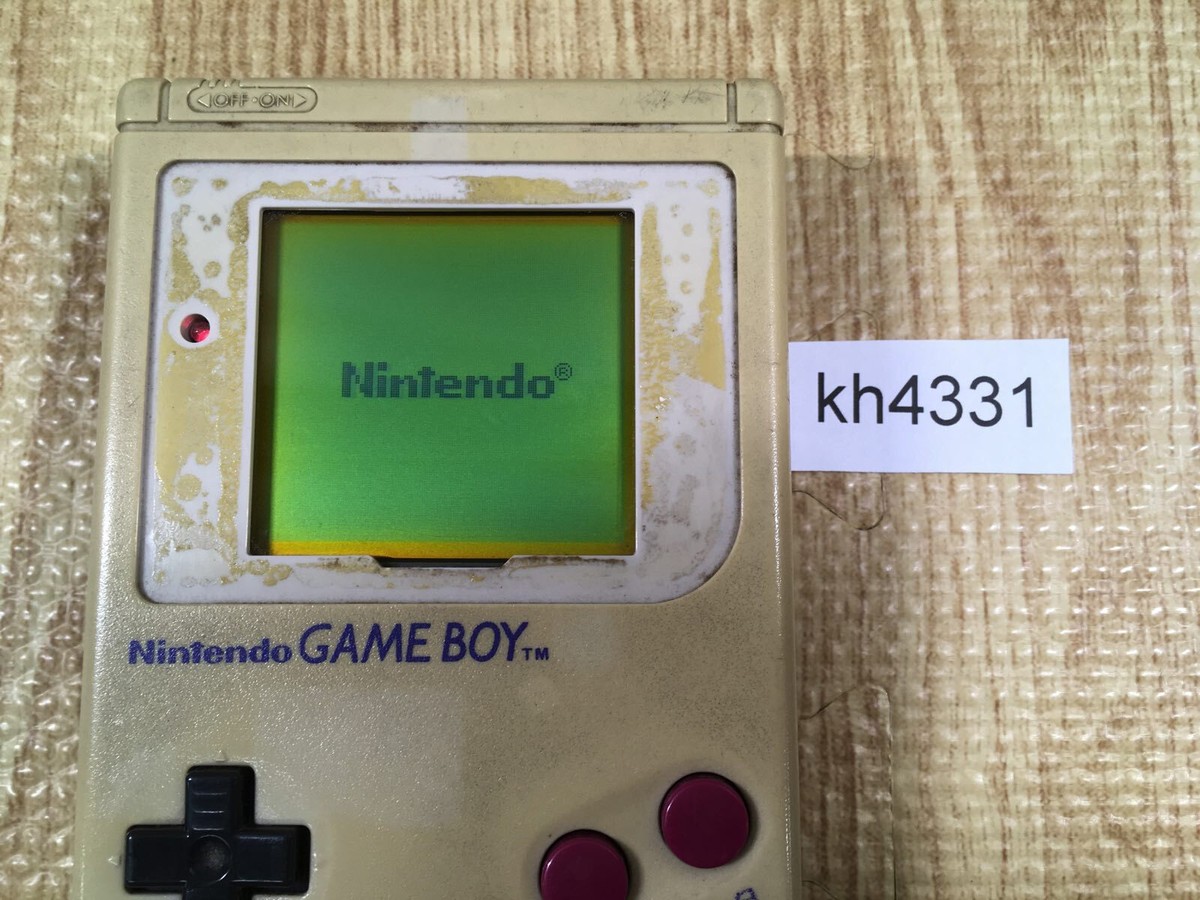 OFF•ON
Nintendo®
kh4331
Nintendo GAME BOY™